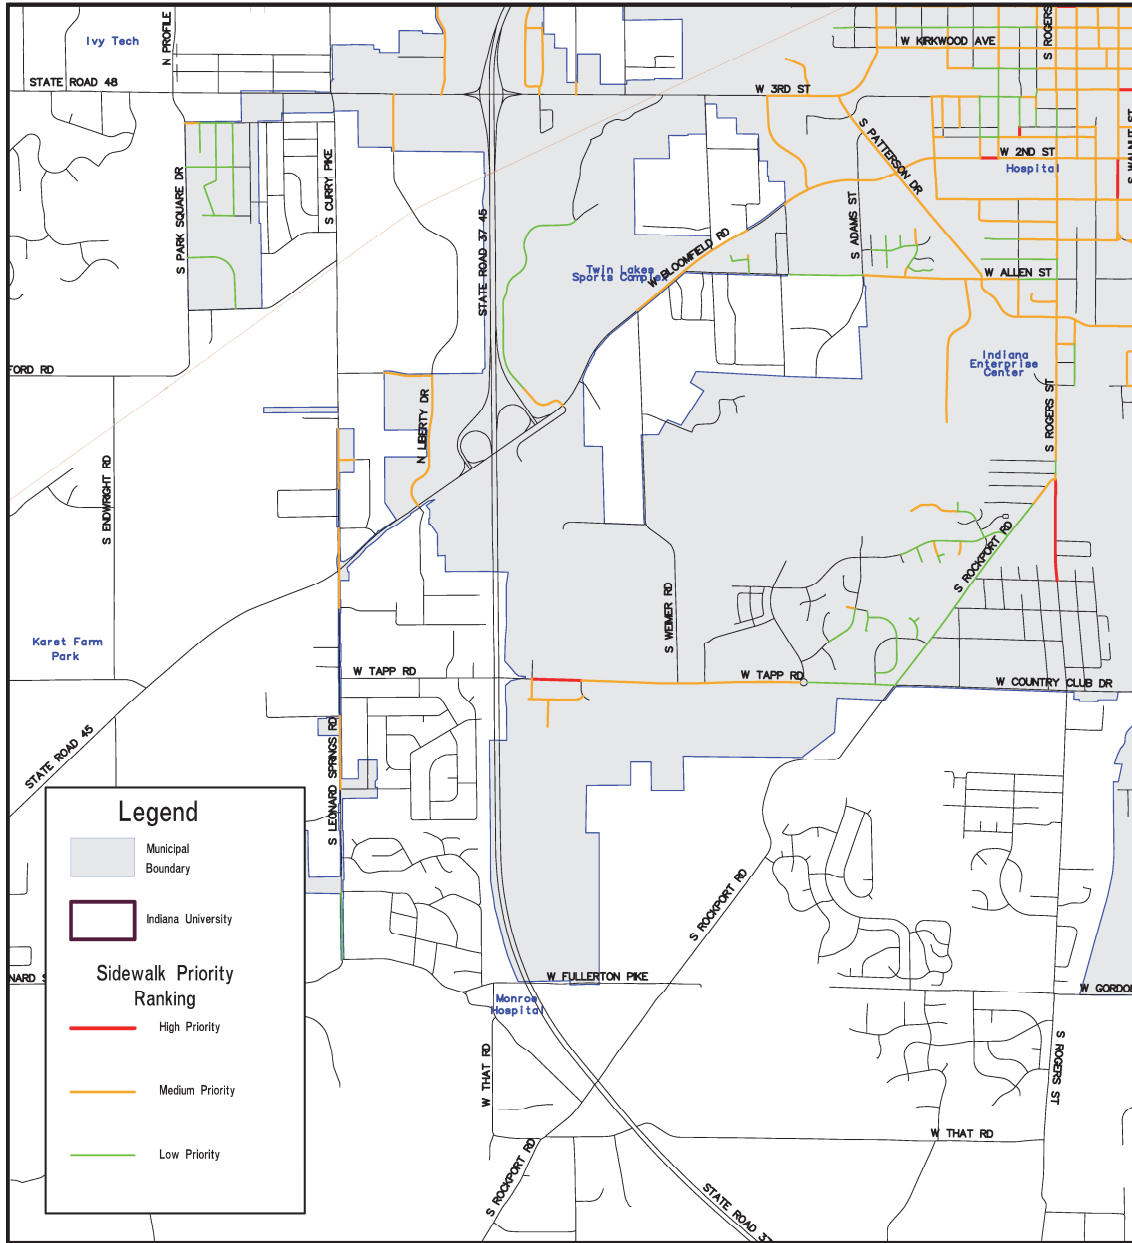 Ivy Tech
N PROFILE
STATE ROAD 48
W KIRKWOOD AVE
S ROGERS
W 3RD ST
S PATTERSON DR
W 2ND ST
Hospital
S WALNUT ST
S CURRY PIKE
S PARK SQUARE DR
STATE ROAD 37 45
S ADAMS ST
W BLOOMFIELD RD
Twin Lakes
Sports Complex
W ALLEN ST
Indiana
Enterprise
Center
S ROGERS ST
FORD RD
N LIBERTY DR
S ENDWRIGHT RD
S ROCKPORT RD
S WEIMER RD
Karst Farm
Park
W TAPP RD
W TAPP RD
W COUNTRY CLUB DR
STATE ROAD 45
S LEONARD SPRINGS RD
Legend
Municipal
Boundary
Indiana University
Sidewalk Priority
Ranking
High Priority
Medium Priority
Low Priority
S ROCKPORT RD
NARD S
W FULLERTON PIKE
Monroe
Hospital
W GORDO
S ROGERS ST
W THAT RD
W THAT RD
S ROCKPORT RD
STATE ROAD 37